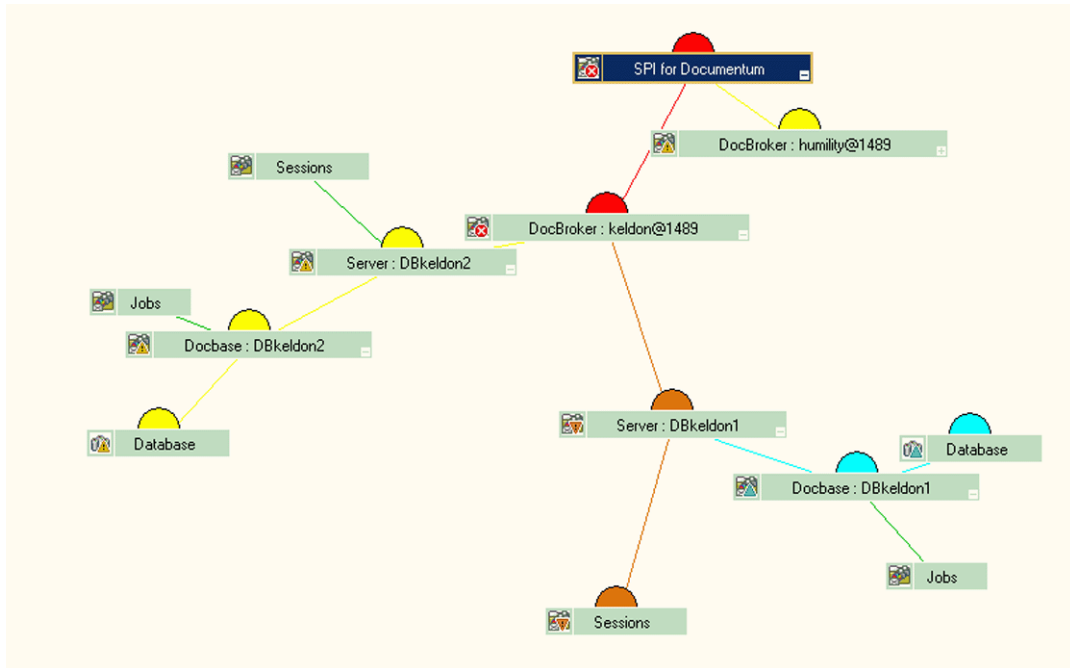 SPI for Documentum
DocBroker : humility@1489
Sessions
DocBroker : keldon@1489
Server : DBkeldon2
Jobs
Docbase : DBkeldon2
Server : DBkeldon1
Database
Database
Docbase : DBkeldon1
Jobs
Sessions